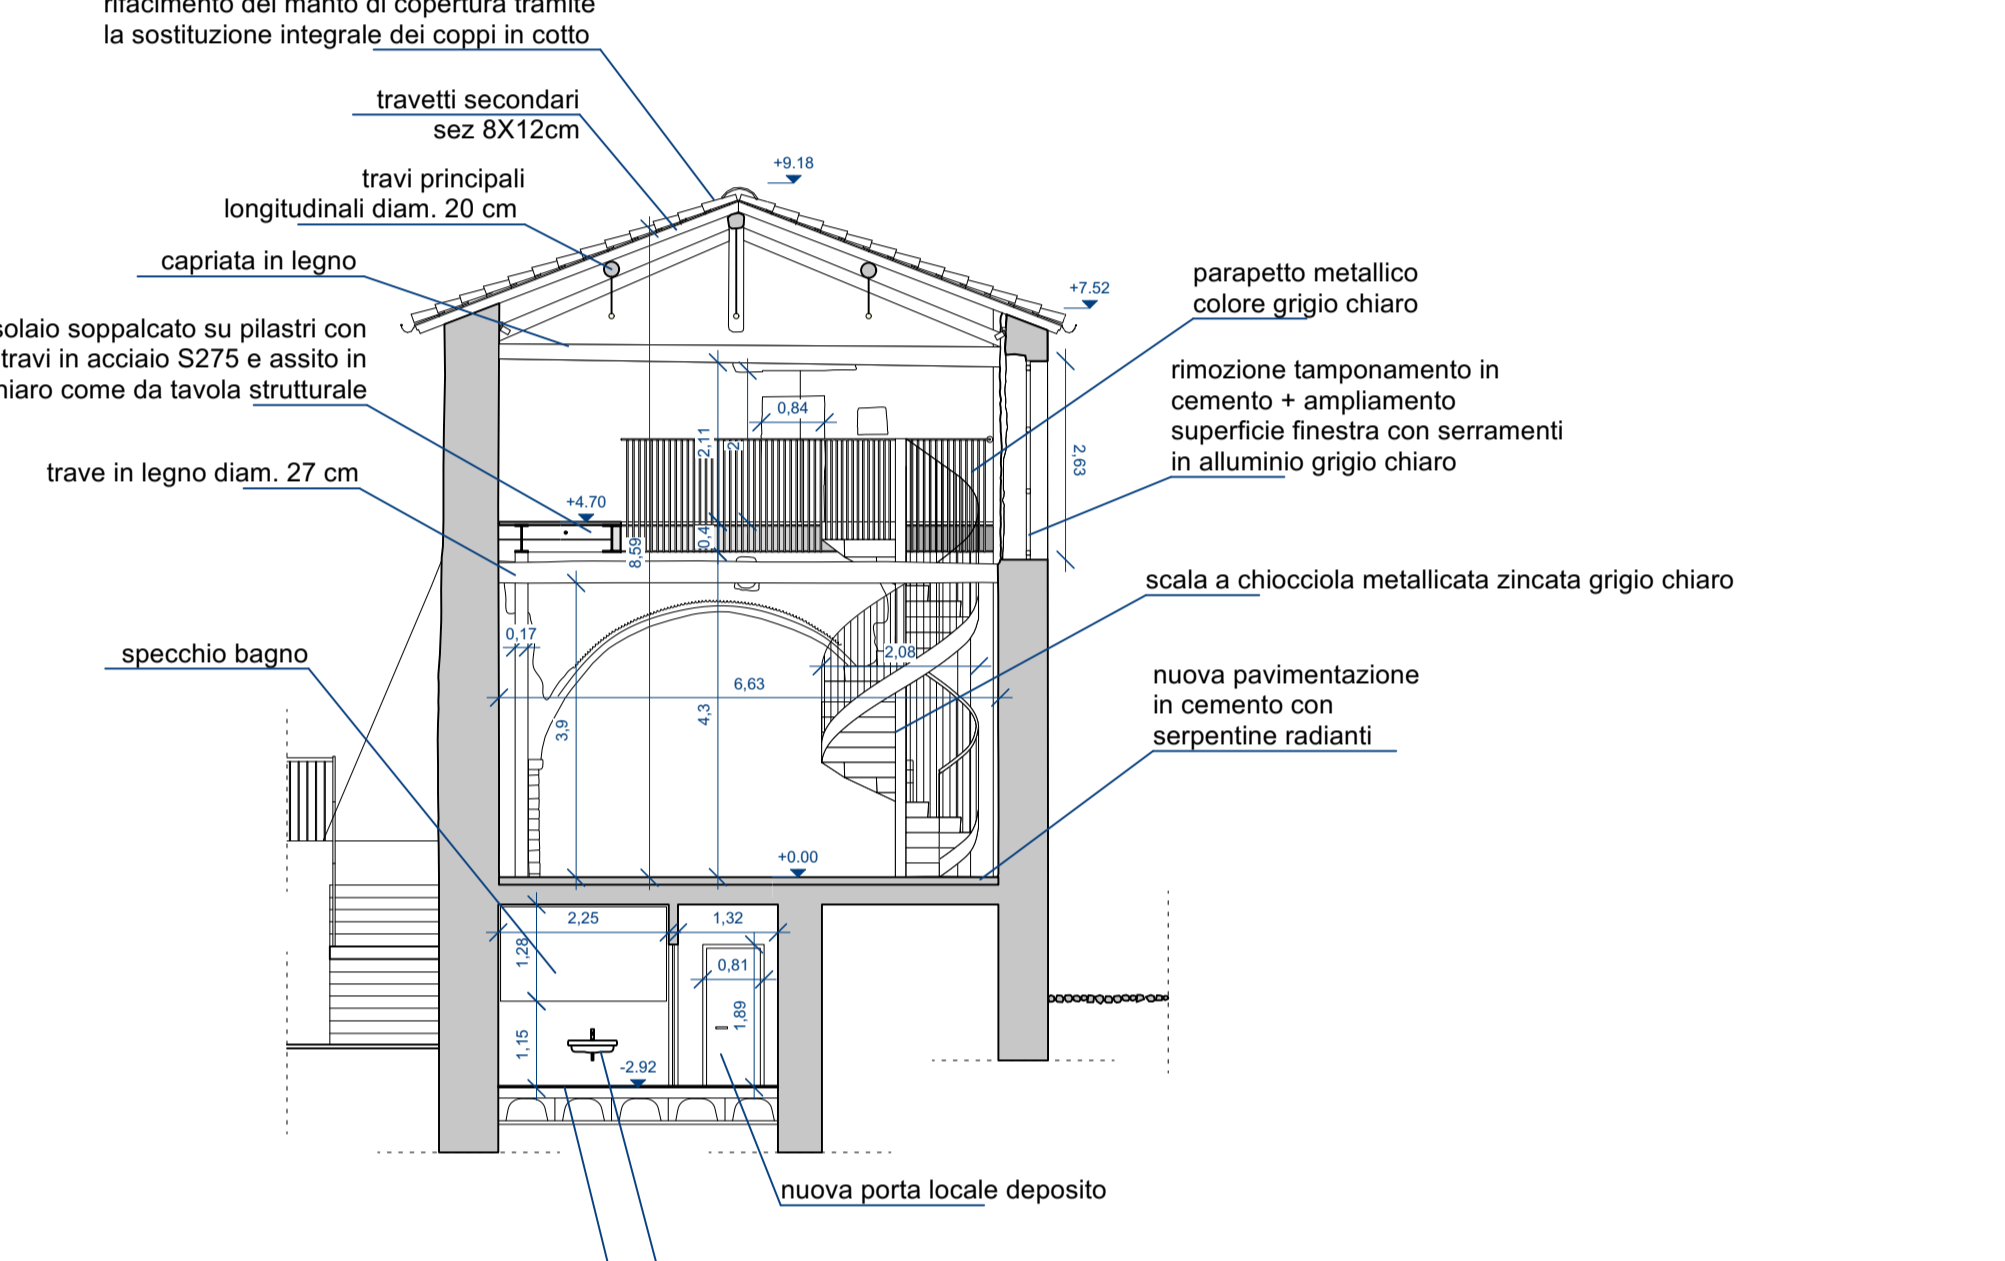 rifacimento del manto di copertura tramite
la sostituzione integrale dei coppi in cotto
travetti secondari
sez 8X12cm
travi principali
longitudinali diam. 20 cm
capriata in legno
solaio soppalcato su pilastri con
travi in acciaio S275 e assito in
come da tavola strutturale
trave in legno diam. 27 cm
specchio bagno
+9.18
+7.52
parapetto metallico
colore grigio chiaro
rimozione tamponamento in
cemento + ampliamento
superficie finestra con serramenti
in alluminio grigio chiaro
scala a chiocciola metallicata zincata grigio chiaro
nuova pavimentazione
in cemento con
serpentine radianti
0,84
2,11
2,63
+4.70
8,59
0,4
0,17
2,08
6,63
3,9
4,3
+0.00
2,25
1,32
1,28
0,81
1,89
1,15
-2.92
nuova porta locale deposito